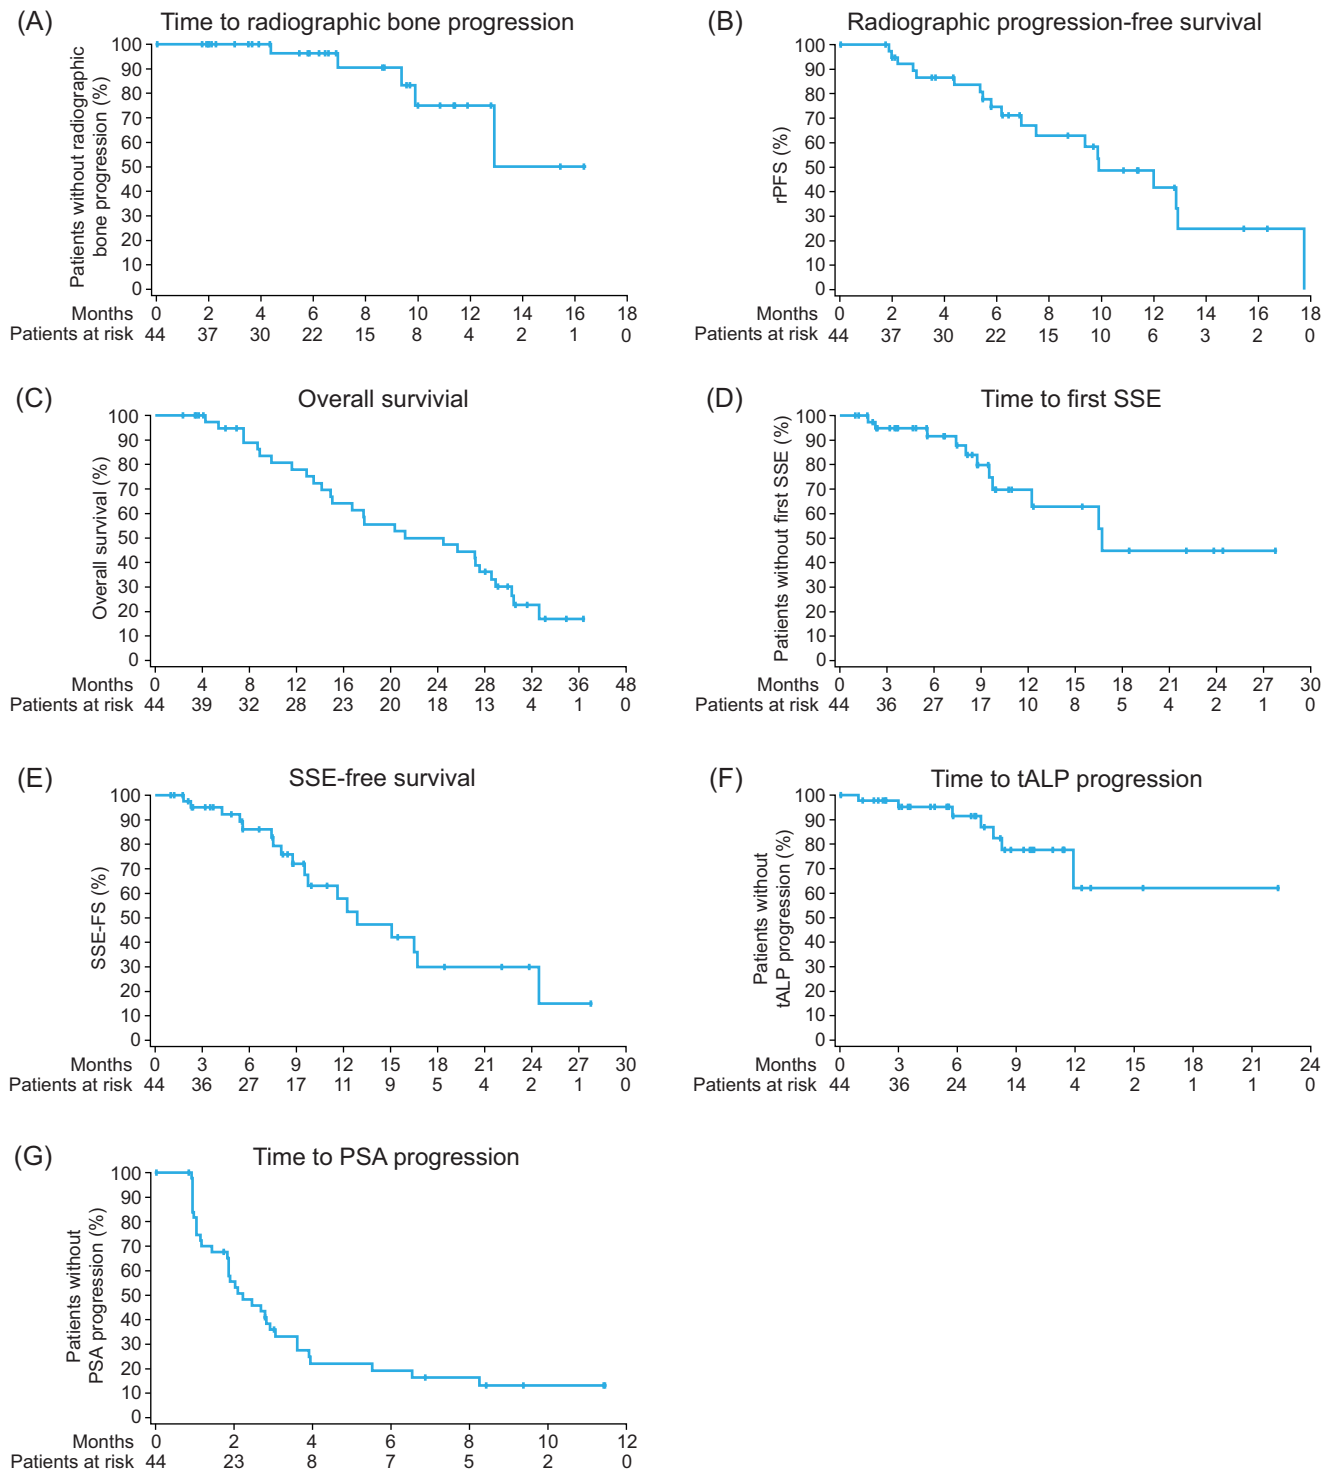 (A) Time to radiographic bone progression
Patients without radiographic
bone progression (%)
100
90
80
70
60
50
40
30
20
10
0
Months 0 2 4 6 8 10 12 14 16 18
Patients at risk 44 37 30 22 15 8 4 2 1 0
(B) Radiographic progression-free survival
rPFS (%)
100
90
80
70
60
50
40
30
20
10
0
Months 0 2 4 6 8 10 12 14 16 18
Patients at risk 44 37 30 22 15 10 6 3 2 0
(C) Overall survivial
Overall survival (%)
100
90
80
70
60
50
40
30
20
10
0
Months 0 4 8 12 16 20 24 28 32 36 48
Patients at risk 44 39 32 28 23 20 18 13 4 1 0
(D) Time to first SSE
Patients without first SSE (%)
100
90
80
70
60
50
40
30
20
10
0
Months 0 3 6 9 12 15 18 21 24 27 30
Patients at risk 44 36 27 17 10 8 5 4 2 1 0
(E) SSE-free survival
SSE-FS (%)
100
90
80
70
60
50
40
30
20
10
0
Months 0 3 6 9 12 15 18 21 24 27 30
Patients at risk 44 36 27 17 11 9 5 4 2 1 0
(F) Time to tALP progression
Patients without
tALP progression (%)
100
90
80
70
60
50
40
30
20
10
0
Months 0 3 6 9 12 15 18 21 24
Patients at risk 44 36 24 14 4 2 1 1 0
(G) Time to PSA progression
Patients without
PSA progression (%)
100
90
80
70
60
50
40
30
20
10
0
Months 0 2 4 6 8 10 12
Patients at risk 44 23 8 7 5 2 0